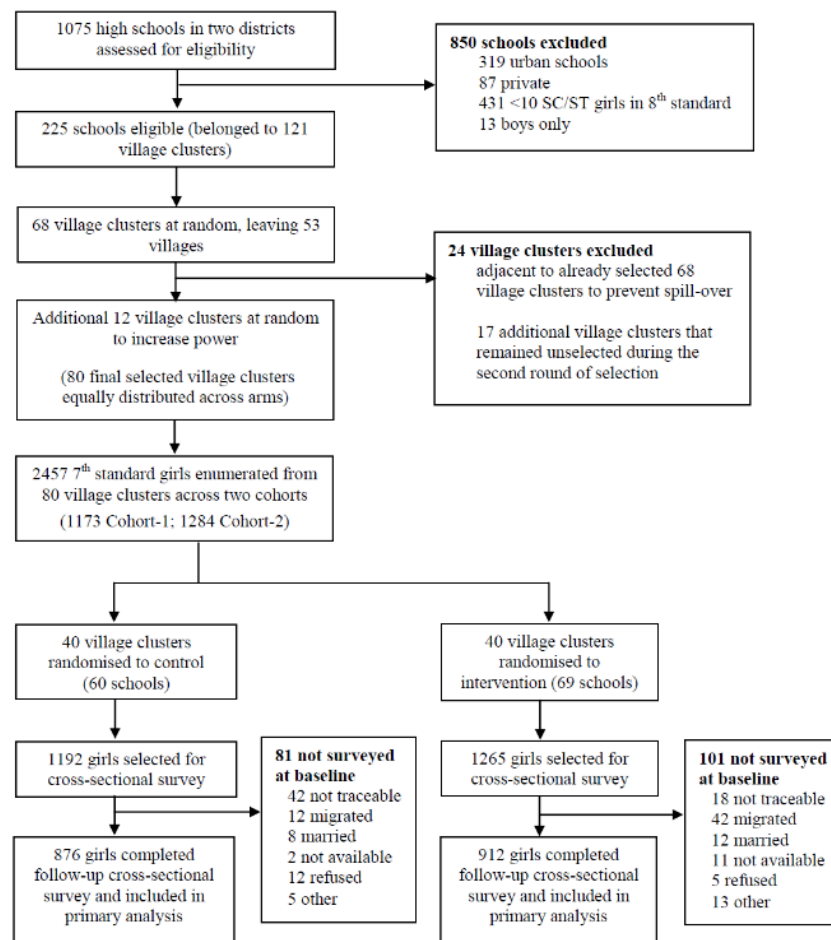 1075 high schools in two districts
assessed for eligibility
850 schools excluded
319 urban schools
87 private
431 <10 SC/ST girls in 8th standard
13 boys only
225 schools eligible (belonged to 121
village clusters)
68 village clusters at random, leaving 53
villages
24 village clusters excluded
adjacent to already selected 68
village clusters to prevent spill-over
17 additional village clusters that
remained unselected during the
second round of selection
Additional 12 village clusters at random
to increase power
(80 final selected village clusters
equally distributed across arms)
2457 7th standard girls enumerated from
80 village clusters across two cohorts
(1173 Cohort-1; 1284 Cohort-2)
40 village clusters
randomised to control
(60 schools)
40 village clusters
randomised to
intervention (69 schools)
1192 girls selected for
cross-sectional survey
81 not surveyed
at baseline
42 not traceable
12 migrated
8 married
2 not available
12 refused
5 other
1265 girls selected for
cross-sectional survey
101 not surveyed
at baseline
18 not traceable
42 migrated
12 married
11 not available
5 refused
13 other
876 girls completed
follow-up cross-sectional
survey and included in
primary analysis
912 girls completed
follow-up cross-sectional
survey and included in
primary analysis